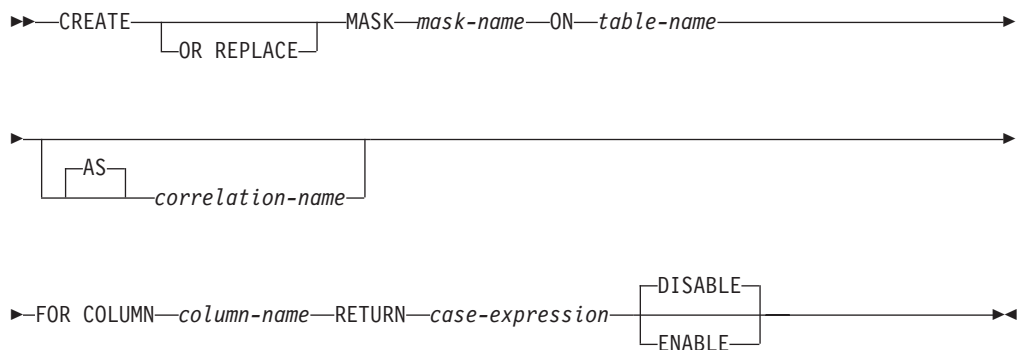 CREATE MASK mask-name ON table-name
OR REPLACE
AS
correlation-name
DISABLE
FOR COLUMN column-name RETURN case-expression
ENABLE